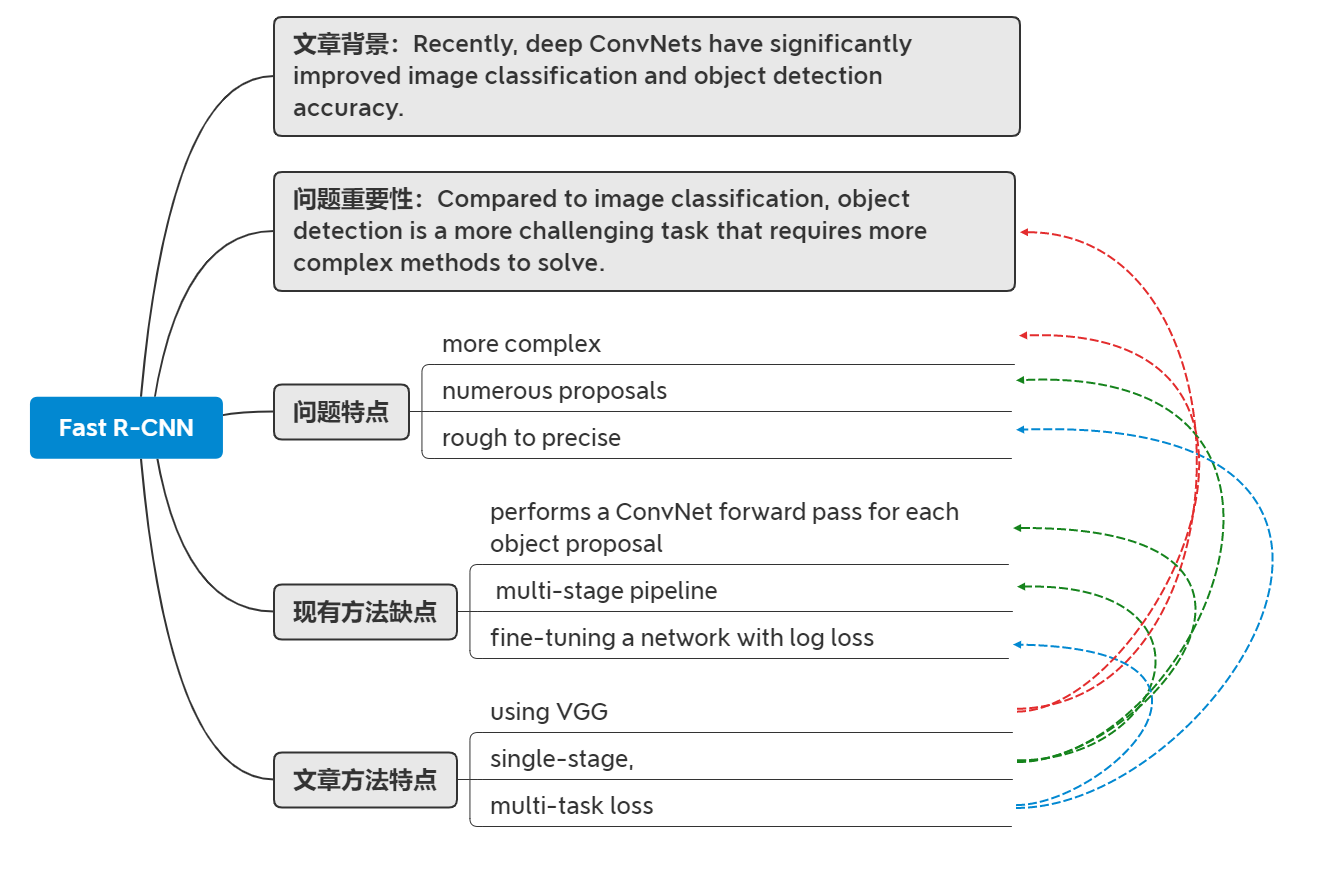 文章背景：Recently, deep ConvNets have significantly
improved image classification and object detection
accuracy.
问题重要性：Compared to image classification, object
detection is a more challenging task that requires more
complex methods to solve.
Fast R-CNN
问题特点
more complex
numerous proposals
rough to precise
现有方法缺点
performs a ConvNet forward pass for each
object proposal
multi-stage pipeline
fine-tuning a network with log loss
文章方法特点
using VGG
single-stage,
multi-task loss